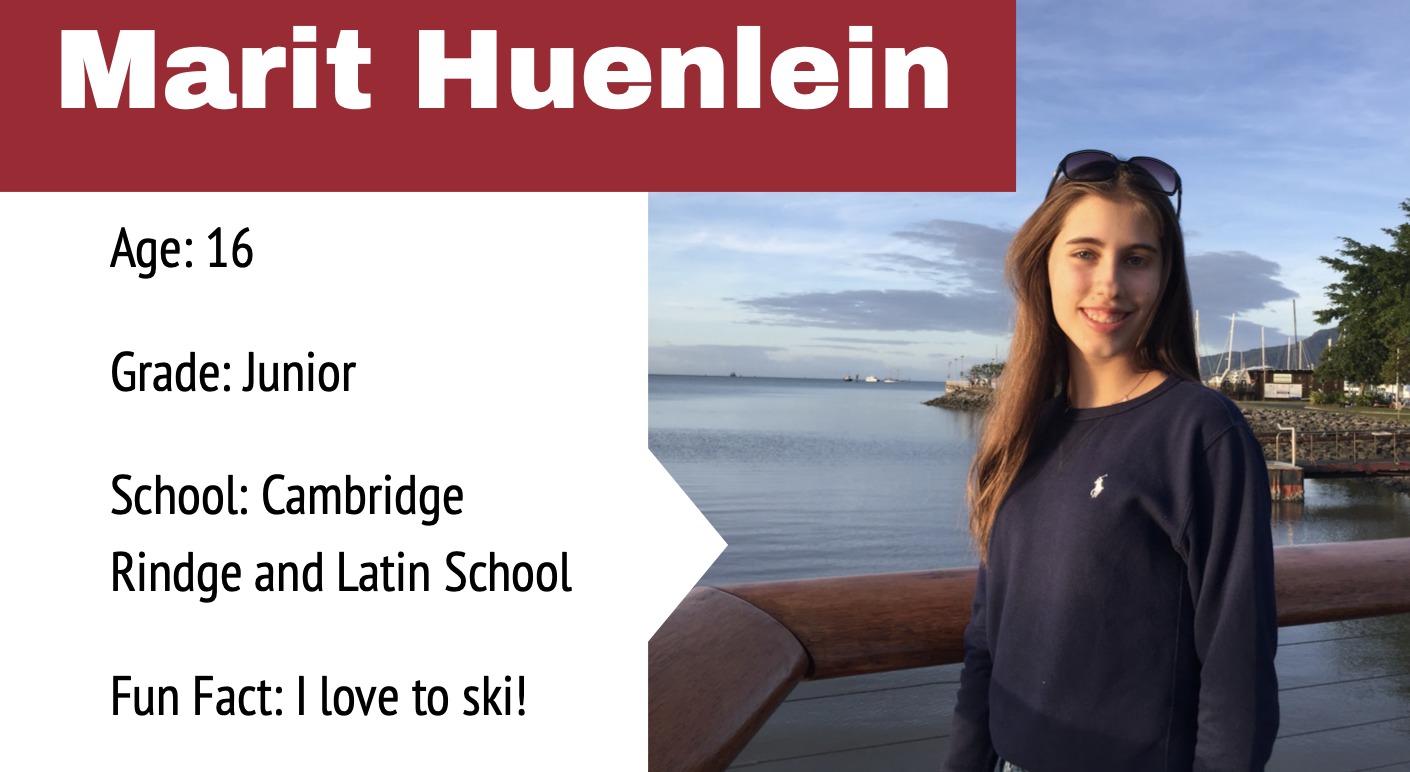 Marit Huenlein
Age: 16
Grade: Junior
School: Cambridge
Rindge and Latin School
Fun Fact: I love to ski!